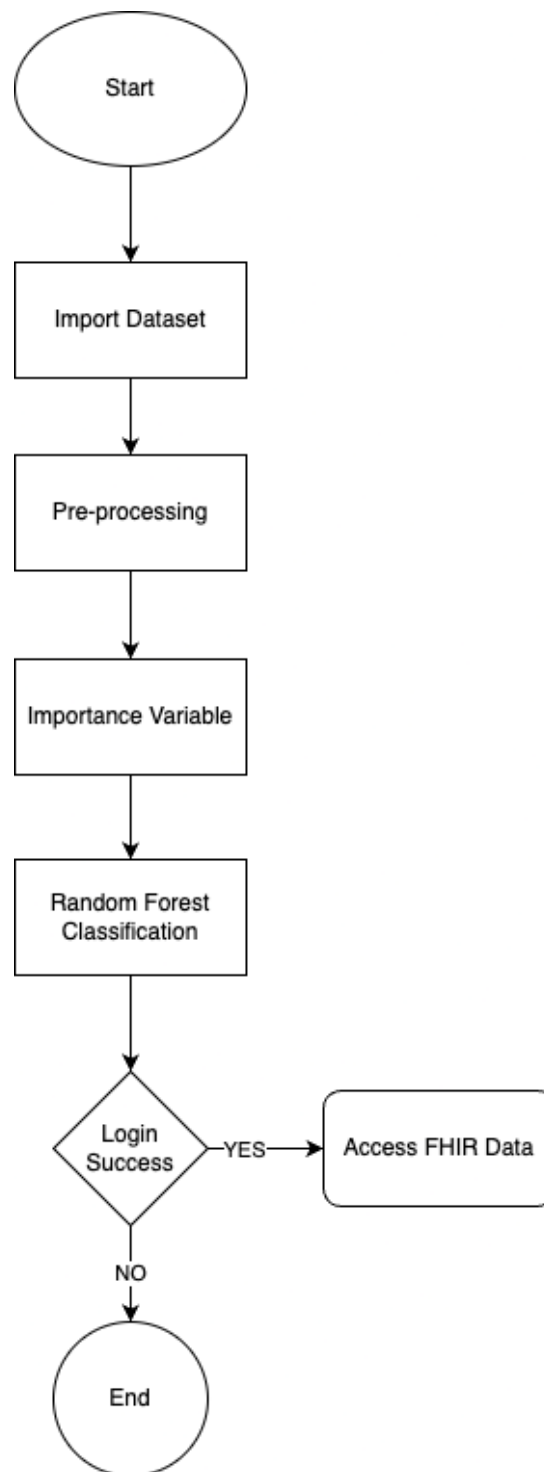 Start
Import Dataset
Pre-processing
Importance Variable
Random Forest
Classification
Login
Success
YES
Access FHIR Data
NO
End